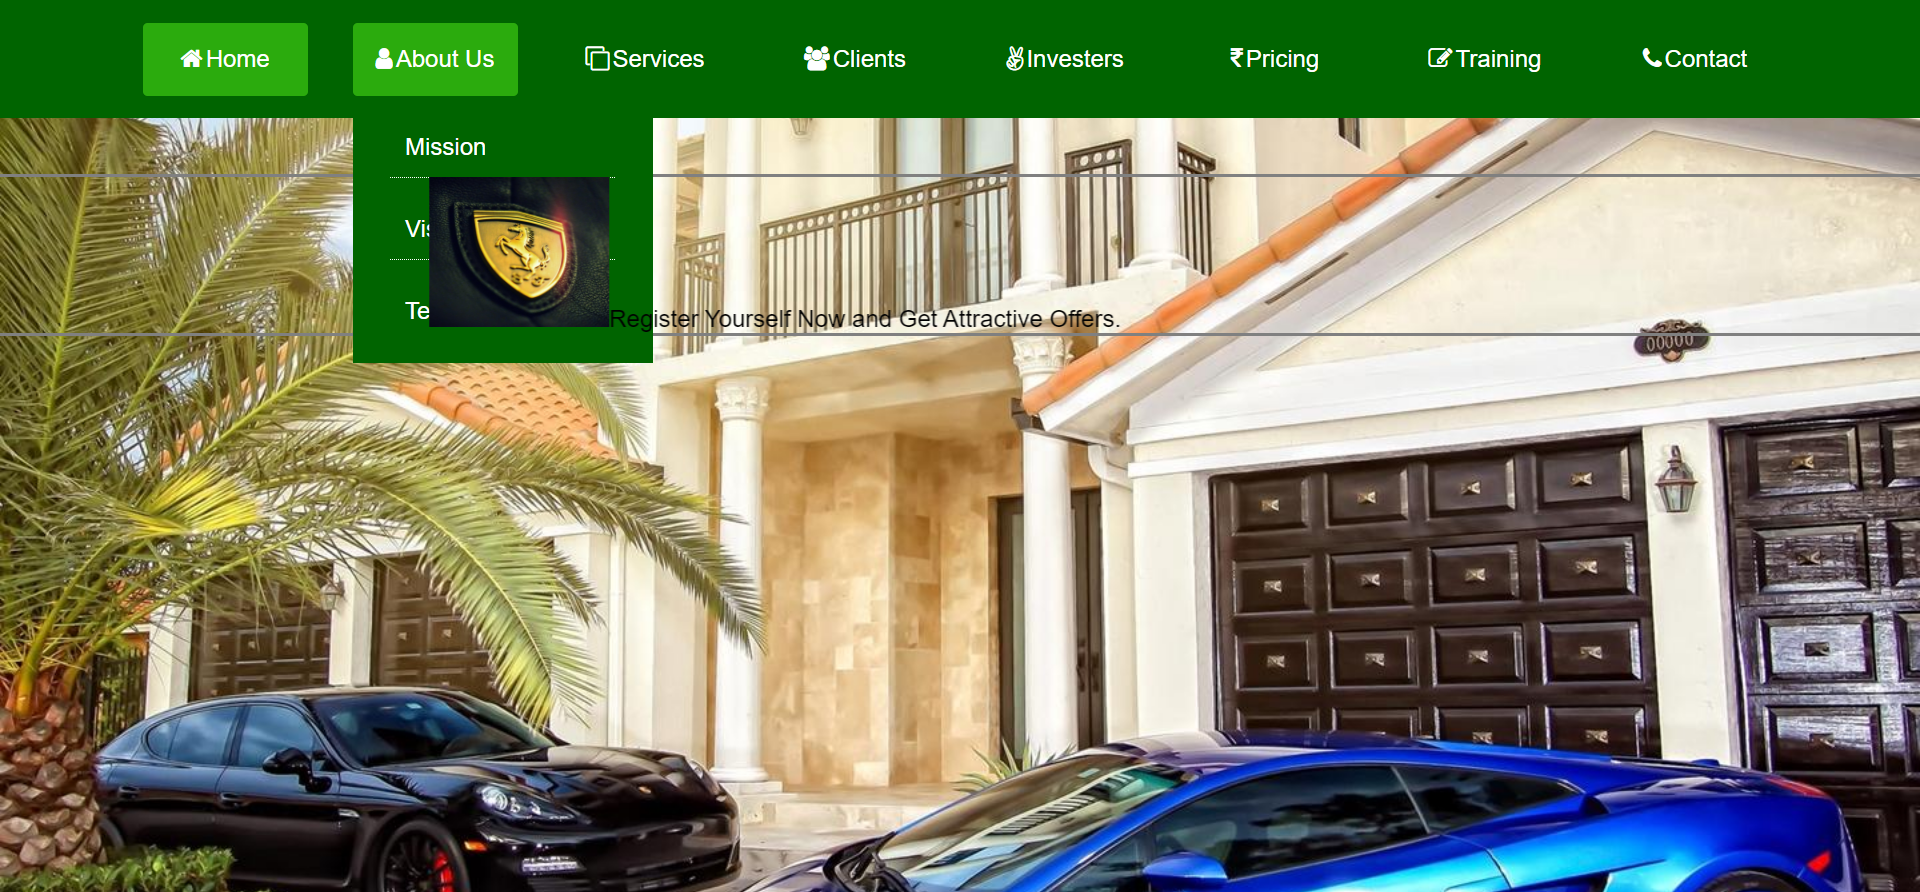 Home About Us Services Clients Investers ₹Pricing Training Contact
Mission
Vis
Te
Register Yourself Now and Get Attractive Offers.
00000